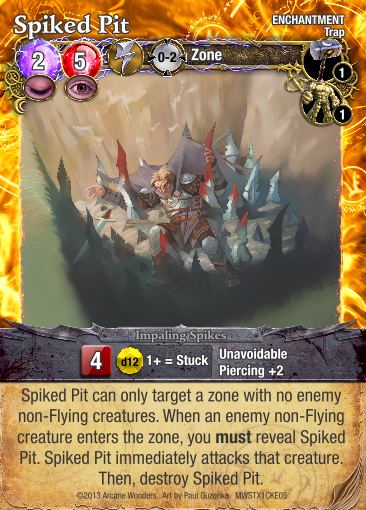 Spiked Pit
ENCHANTMENT
Trap
2 5 0-2 Zone
1
1
Impaling Spikes
4 d12 1+ = Stuck
Unavoidable
Piercing +2
Spiked Pit can only target a zone with no enemy
non-Flying creatures. When an enemy non-Flying
creature enters the zone, you must reveal Spiked
Pit. Spiked Pit immediately attacks that creature.
Then, destroy Spiked Pit.
©2013 Arcane Wonders. Art by Paul Guzenko. MWSTX1CKE05